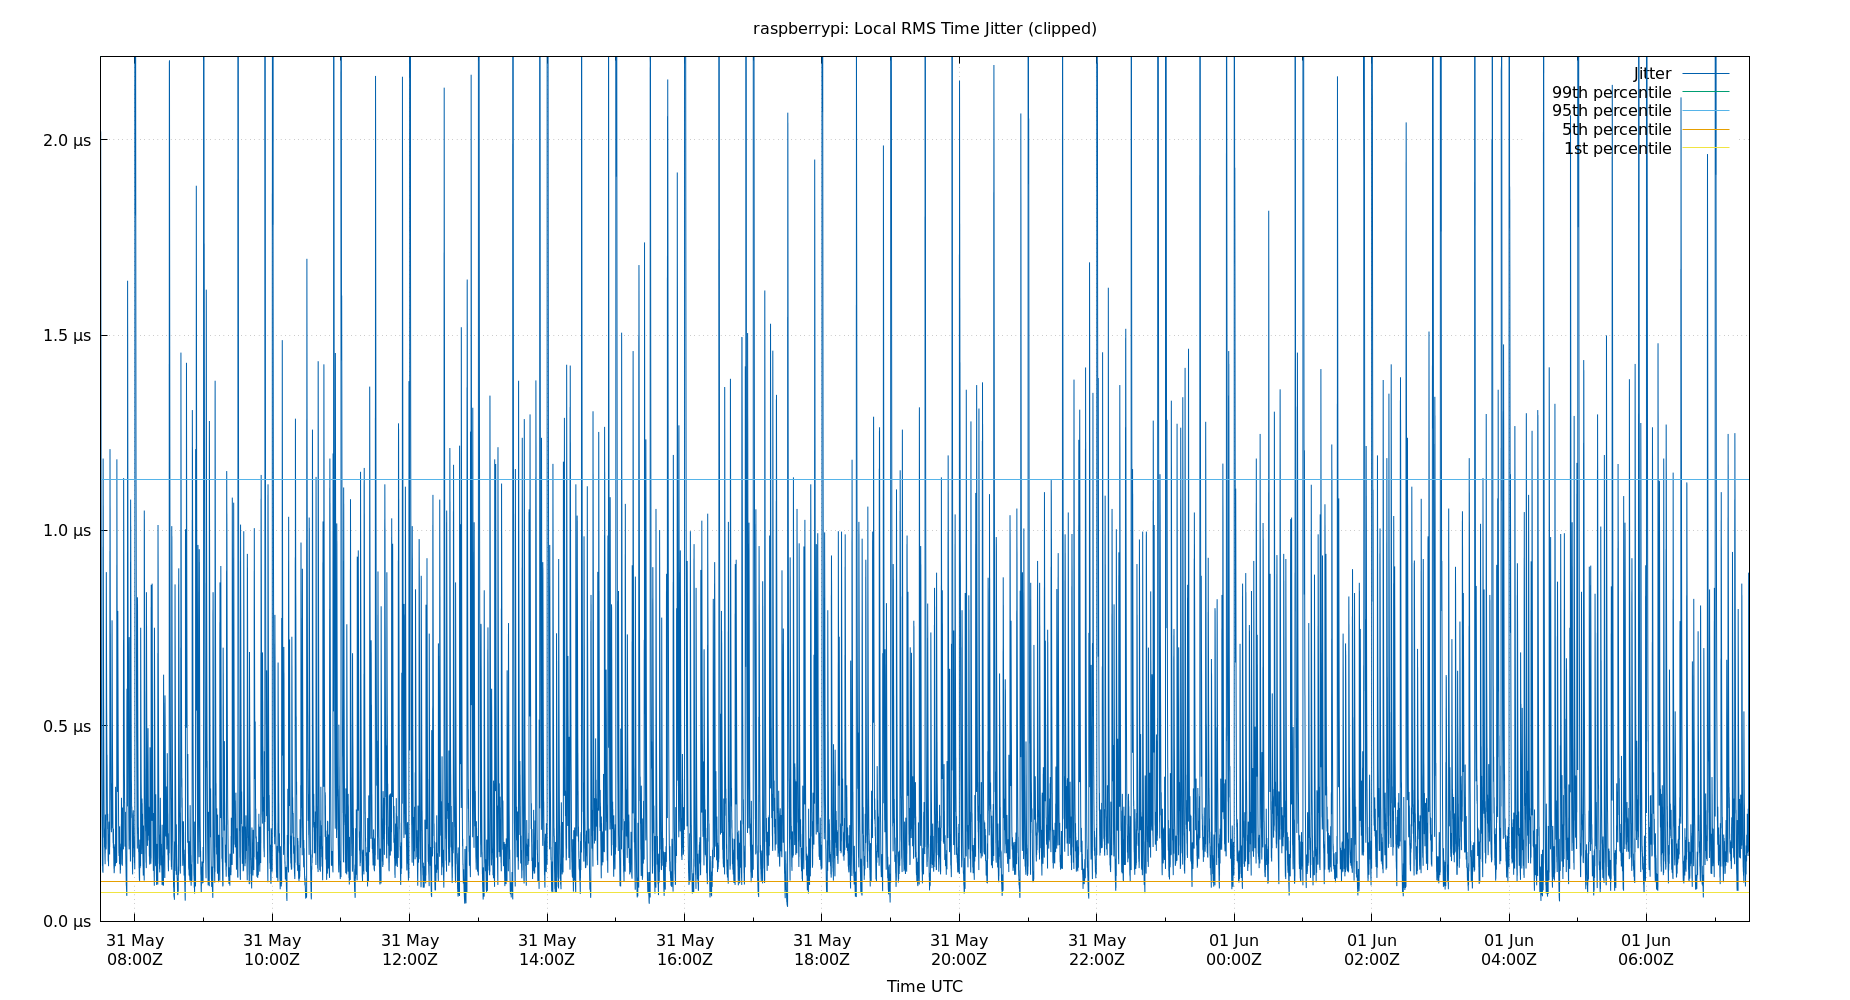 raspberrypi: Local RMS Time Jitter (clipped)
Jitter
99th percentile
95th percentile
5th percentile
1st percentile
2.0 µs
1.5 µs
1.0 µs
0.5 µs
0.0 µs
31 May 31 May 31 May 31 May 31 May 31 May 31 May 31 May 01 Jun 01 Jun 01 Jun 01 Jun
08:00Z 10:00Z 12:00Z 14:00Z 16:00Z 18:00Z 20:00Z 22:00Z 00:00Z 02:00Z 04:00Z 06:00Z
Time UTC